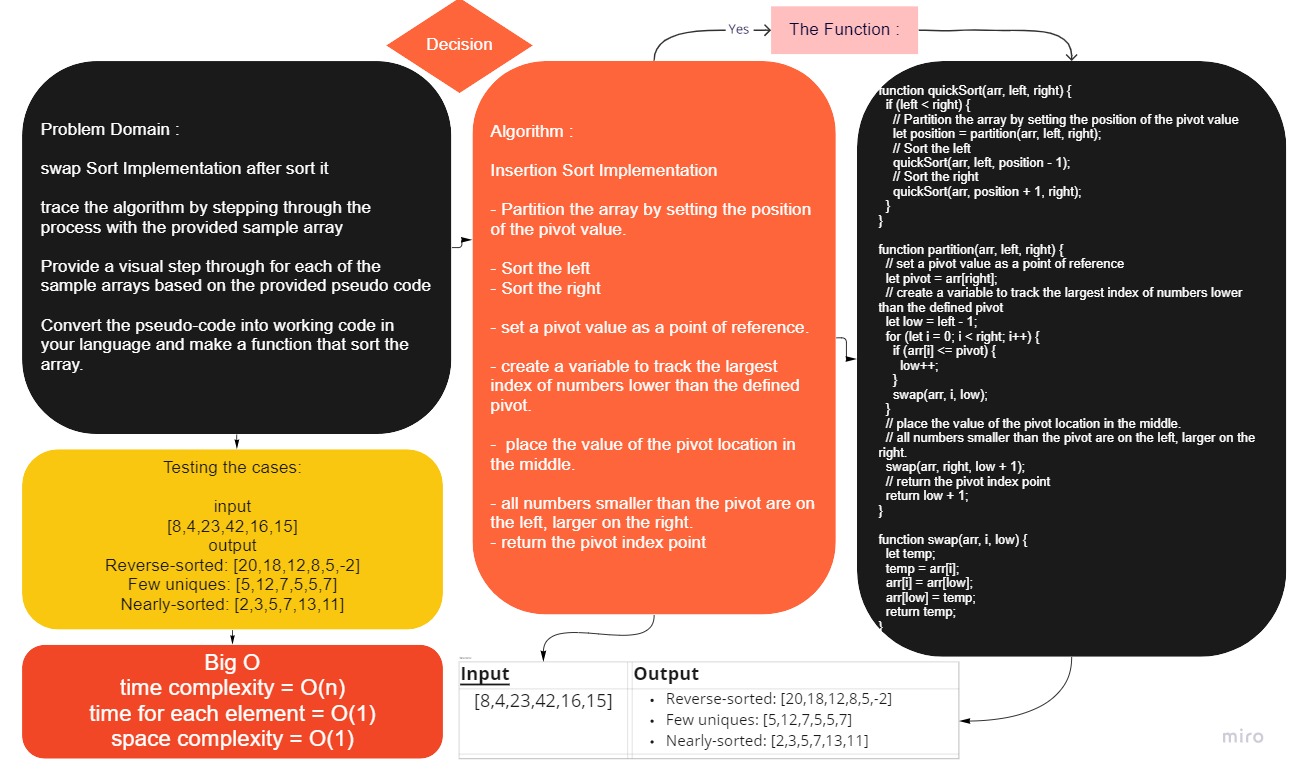 Decision
Yes
The Function :
Problem Domain :
swap Sort Implementation after sort it
trace the algorithm by stepping through the
process with the provided sample array
Provide a visual step through for each of the
sample arrays based on the provided pseudo code
Convert the pseudo-code into working code in
your language and make a function that sort the
array.
Algorithm :
Insertion Sort Implementation
- Partition the array by setting the position
of the pivot value.
- Sort the left
- Sort the right
- set a pivot value as a point of reference.
- create a variable to track the largest
index of numbers lower than the defined
pivot.
-  place the value of the pivot location in
the middle.
- all numbers smaller than the pivot are on
the left, larger on the right.
- return the pivot index point
function quickSort(arr, left, right) {
if (left < right) {
// Partition the array by setting the position of the pivot value
let position = partition(arr, left, right);
// Sort the left
quickSort(arr, left, position - 1);
// Sort the right
quickSort(arr, position + 1, right);
}
}
function partition(arr, left, right) {
// set a pivot value as a point of reference
let pivot = arr[right];
// create a variable to track the largest index of numbers lower
than the defined pivot
let low = left - 1;
for (let i = 0; i < right; i++) {
if (arr[i] <= pivot) {
low++;
}
swap(arr, i, low);
}
// place the value of the pivot location in the middle.
// all numbers smaller than the pivot are on the left, larger on the
right.
swap(arr, right, low + 1);
// return the pivot index point
return low + 1;
}
function swap(arr, i, low) {
let temp;
temp = arr[i];
arr[i] = arr[low];
arr[low] = temp;
return temp;
}
Testing the cases:
input
[8,4,23,42,16,15]
output
Reverse-sorted: [20,18,12,8,5,-2]
Few uniques: [5,12,7,5,5,7]
Nearly-sorted: [2,3,5,7,13,11]
Big O
time complexity = O(n)
time for each element = O(1)
space complexity = O(1)
Input
[8,4,23,42,16,15]
Output
• Reverse-sorted: [20,18,12,8,5,-2]
• Few uniques: [5,12,7,5,5,7]
• Nearly-sorted: [2,3,5,7,13,11]
miro